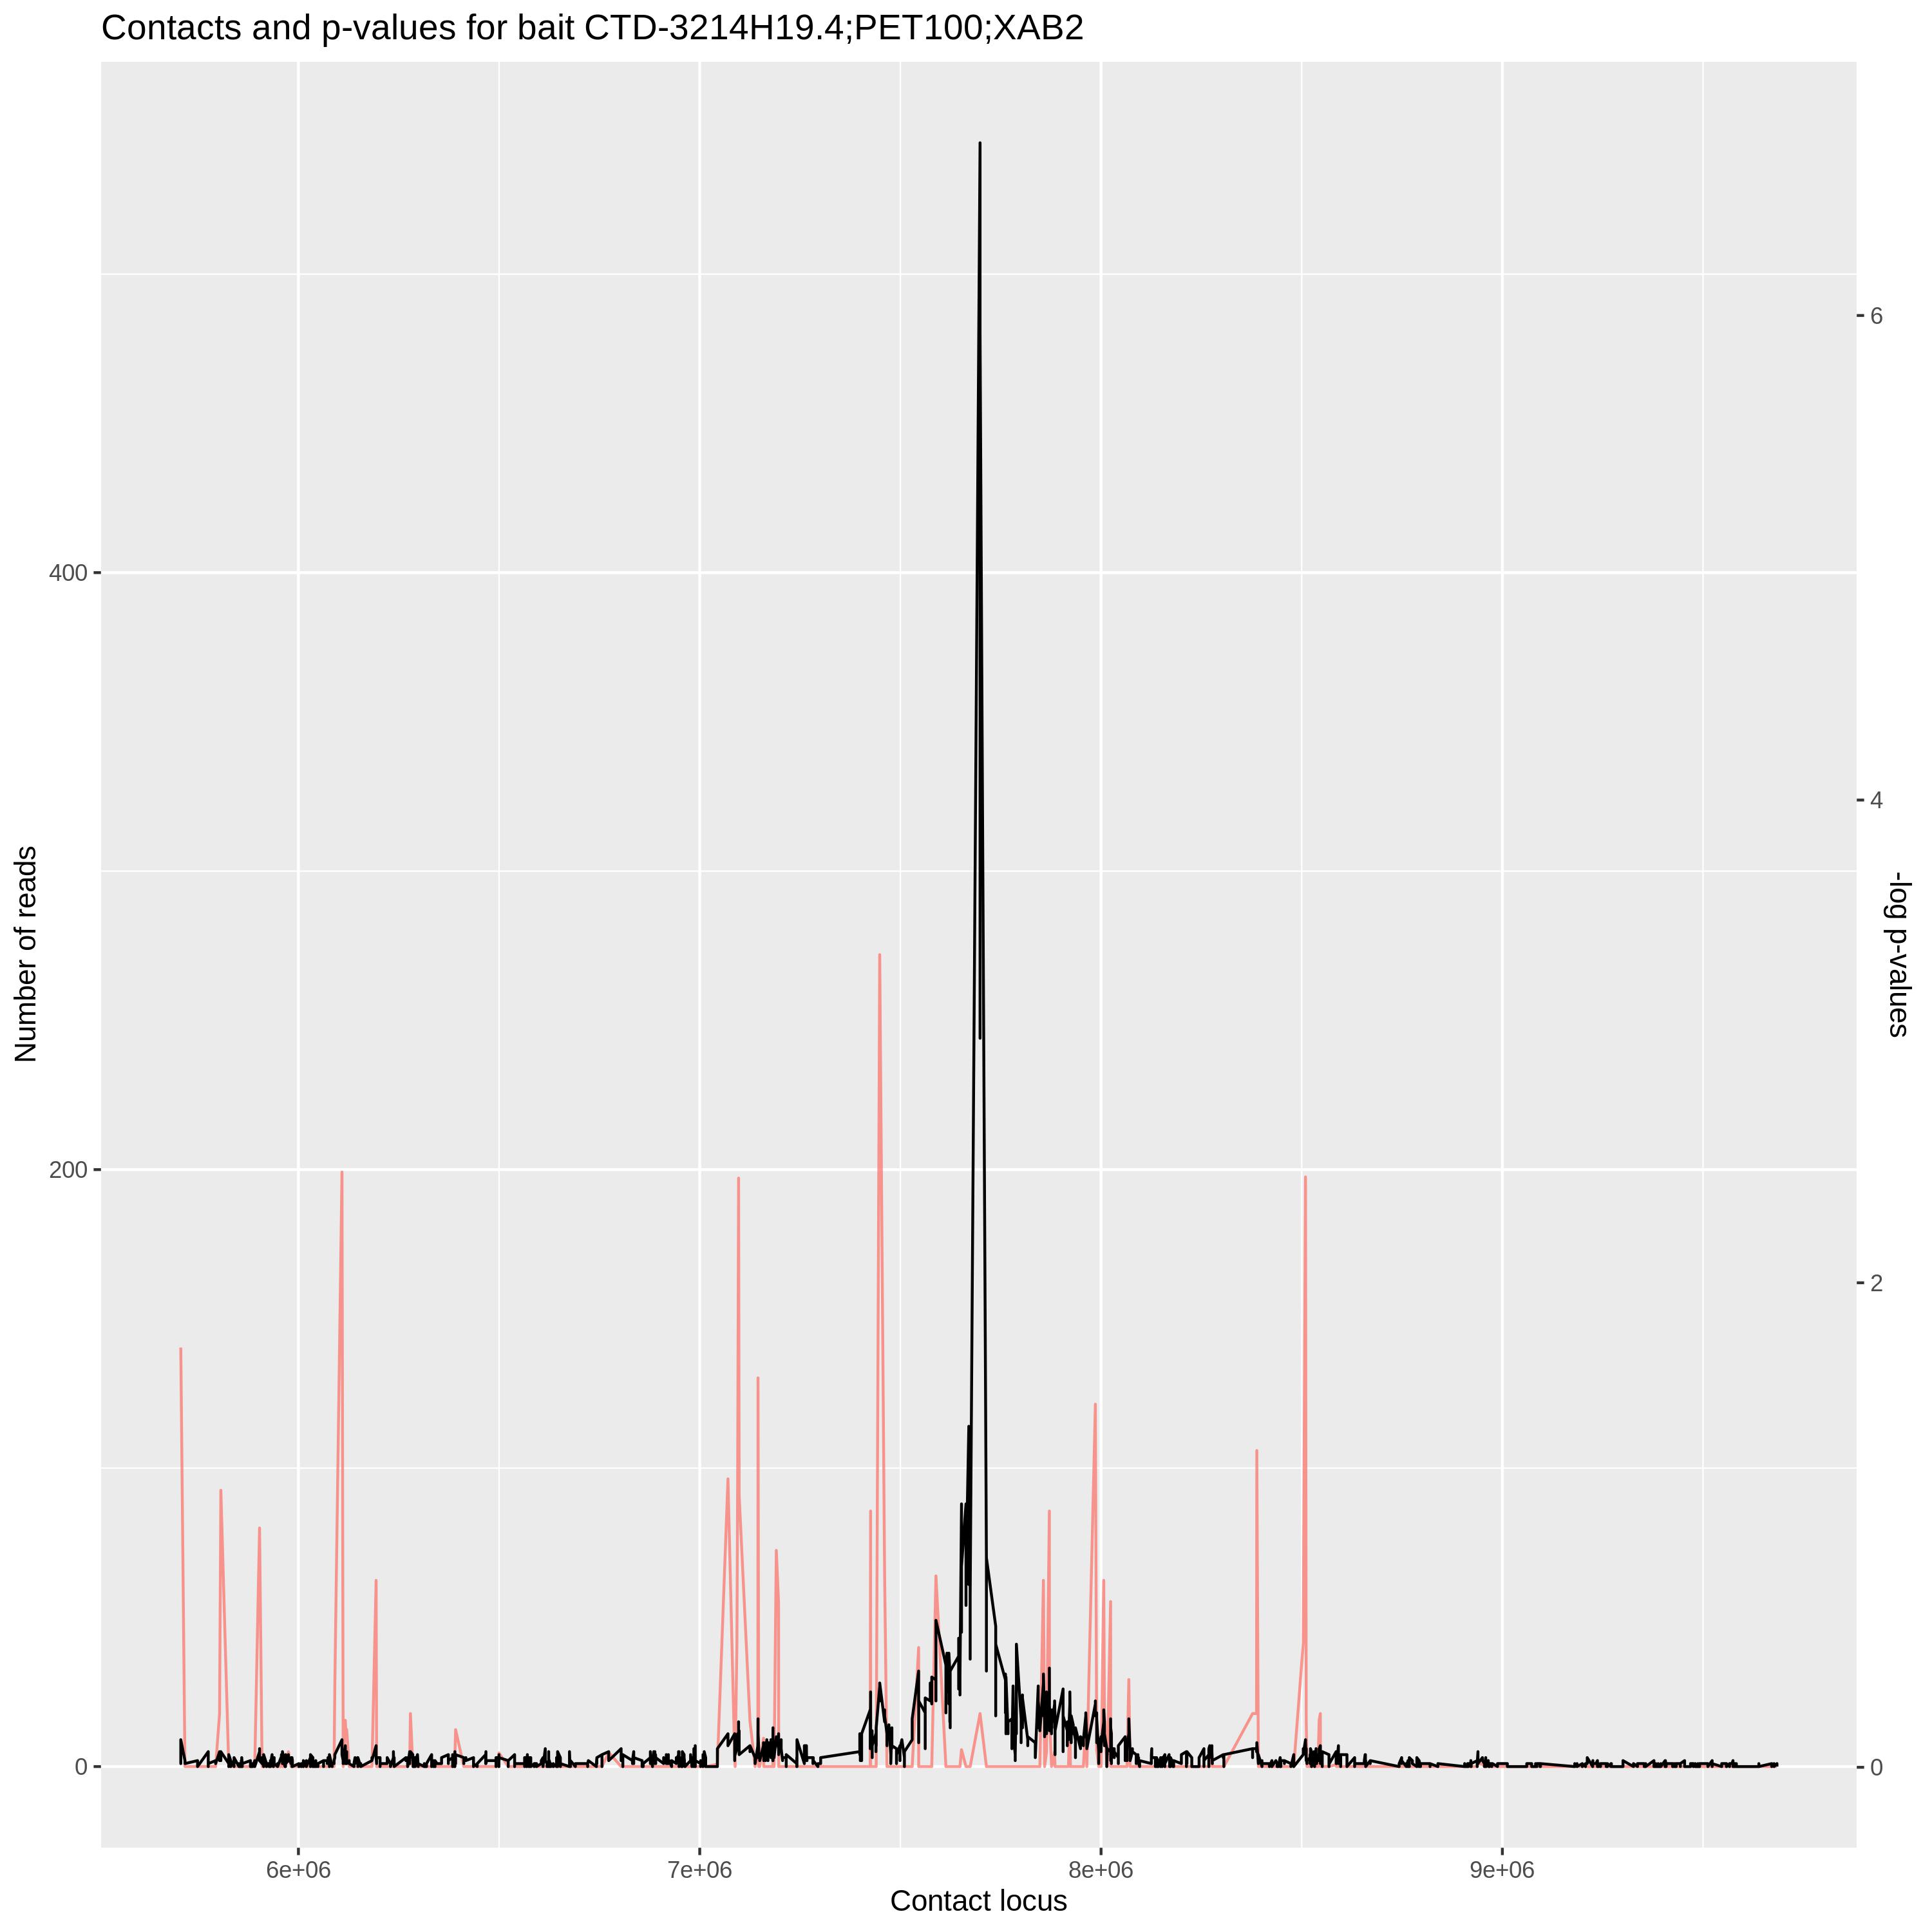 Contacts and p-values for bait CTD-3214H19.4;PET100;XAB2
400
200
0
Number of reads
6
4
2
0
-log p-values
6e+06
7e+06
8e+06
9e+06
Contact locus